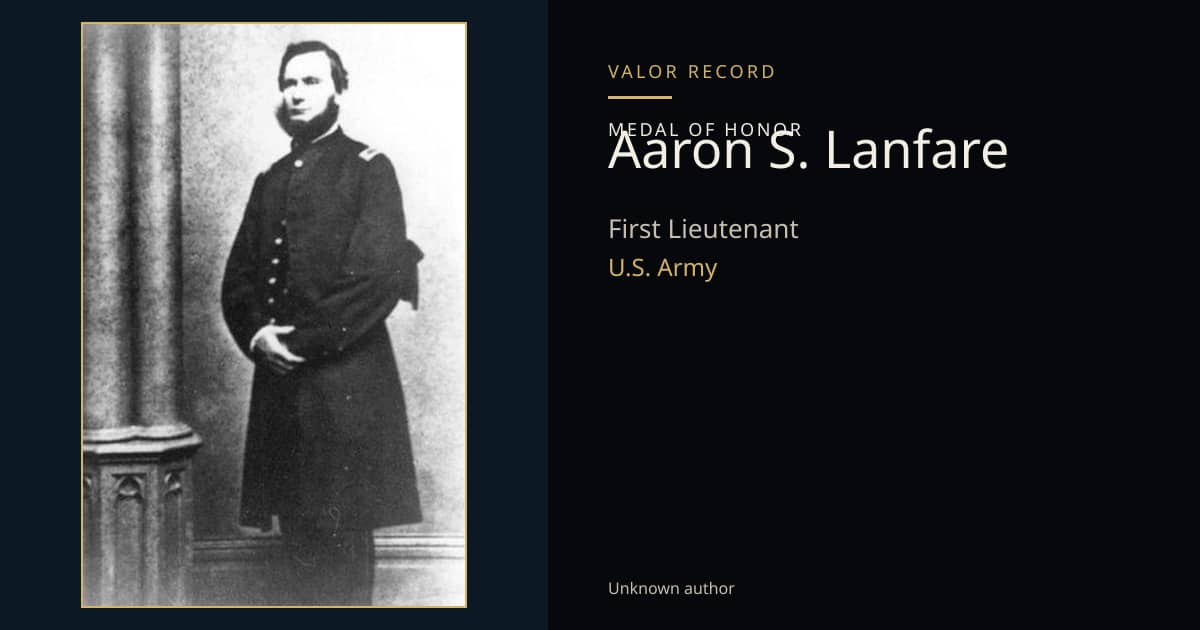 VALOR RECORD
MEDAL OF HONOR
Aaron S. Lanfare
First Lieutenant
U.S. Army
Unknown author